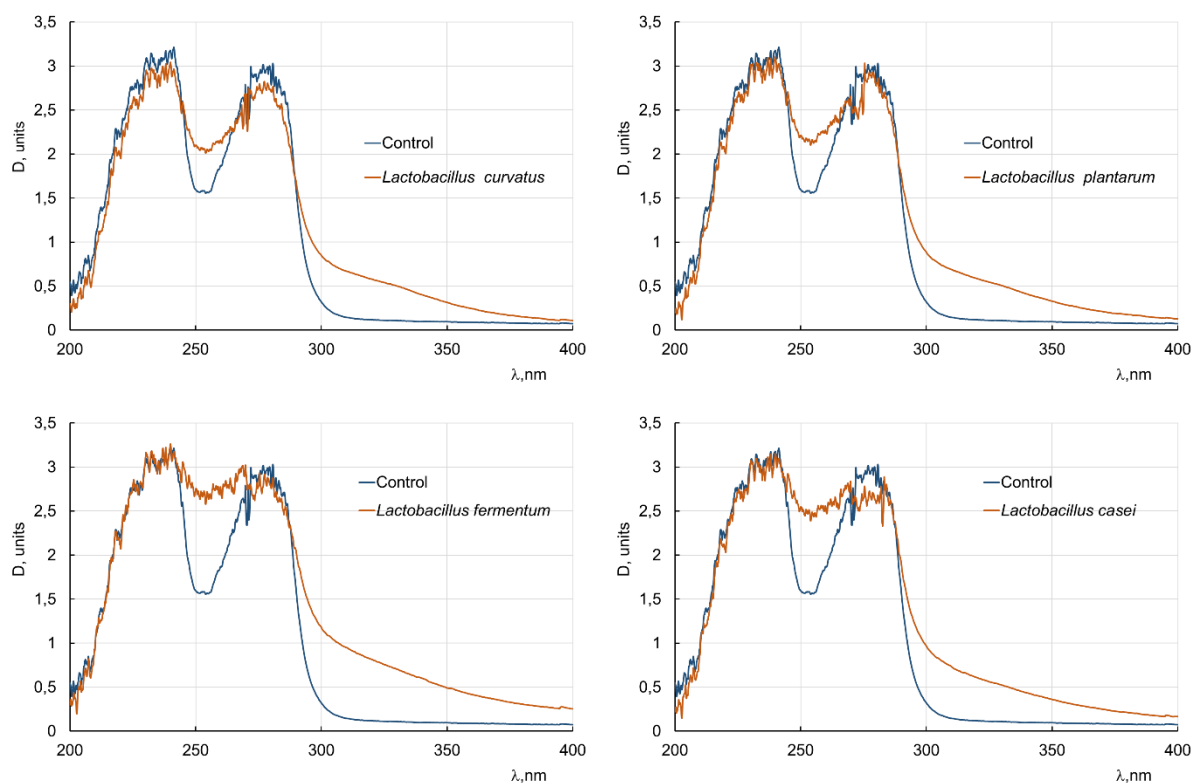 3,5
3
2,5
2
1,5
1
0,5
0
D, units
200 250 300 350 400
λ,nm
Control
Lactobacillus curvatus
3,5
3
2,5
2
1,5
1
0,5
0
D, units
200 250 300 350 400
λ,nm
Control
Lactobacillus plantarum
3,5
3
2,5
2
1,5
1
0,5
0
D, units
200 250 300 350 400
λ,nm
Control
Lactobacillus fermentum
3,5
3
2,5
2
1,5
1
0,5
0
D, units
200 250 300 350 400
λ,nm
Control
Lactobacillus casei